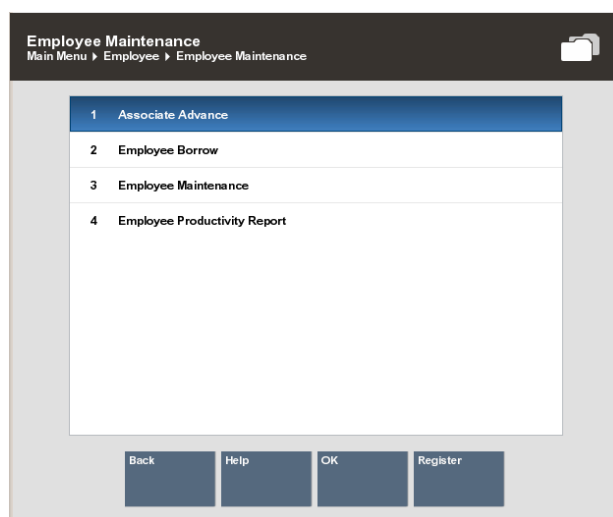 Employee Maintenance
Main Menu ▸ Employee ▸ Employee Maintenance
1 Associate Advance
2 Employee Borrow
3 Employee Maintenance
4 Employee Productivity Report
Back Help OK Register